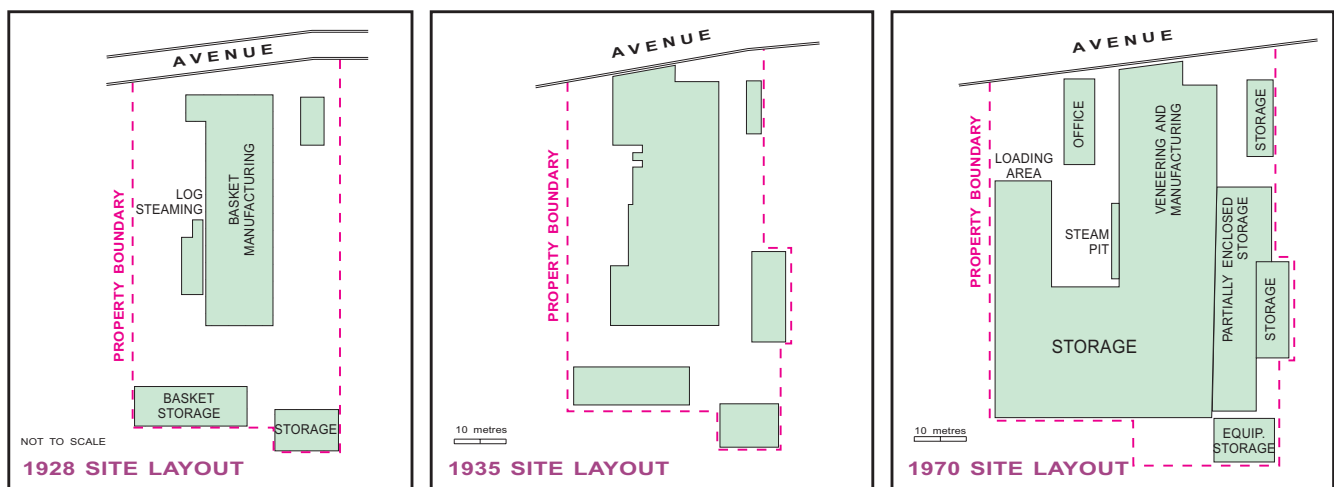 AVENUE
PROPERTY BOUNDARY
LOG
STEAMING
BASKET
MANUFACTURING
BASKET
STORAGE
STORAGE
NOT TO SCALE
1928 SITE LAYOUT
AVENUE
PROPERTY BOUNDARY
10 metres
1935 SITE LAYOUT
AVENUE
PROPERTY BOUNDARY
OFFICE
LOADING
AREA
VENEERING AND
MANUFACTURING
STORAGE
STEAM
PIT
PARTIALLY ENCLOSED
STORAGE
STORAGE
STORAGE
10 metres
EQUIP.
STORAGE
1970 SITE LAYOUT